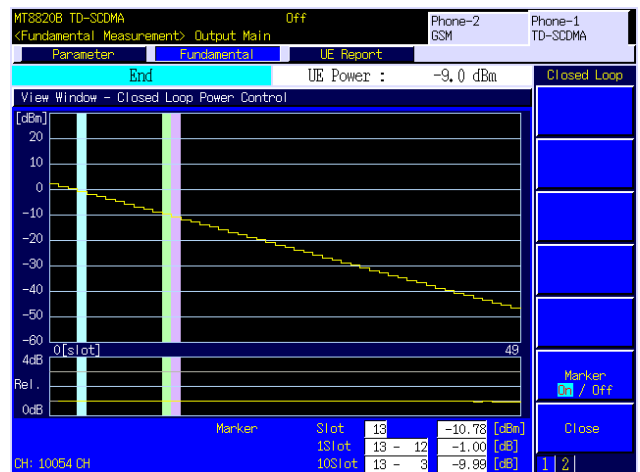 MT8820B TD-SCDMA Off Phone-2 Phone-1
<Fundamental Measurement> Output Main GSM TD-SCDMA
Parameter Fundamental UE Report
End UE Power : -9.0 dBm Closed Loop
View Window - Closed Loop Power Control
[dBm]
20
10
0
-10
-20
-30
-40
-50
-60
0[slot] 49
4dB
Rel.
0dB
Marker
On / Off
Marker Slot 13 -10.78 [dBm]
1Slot 13 - 12 -1.00 [dB]
CH: 10054 CH 10Slot 13 - 3 -9.99 [dB]
Close
1 2